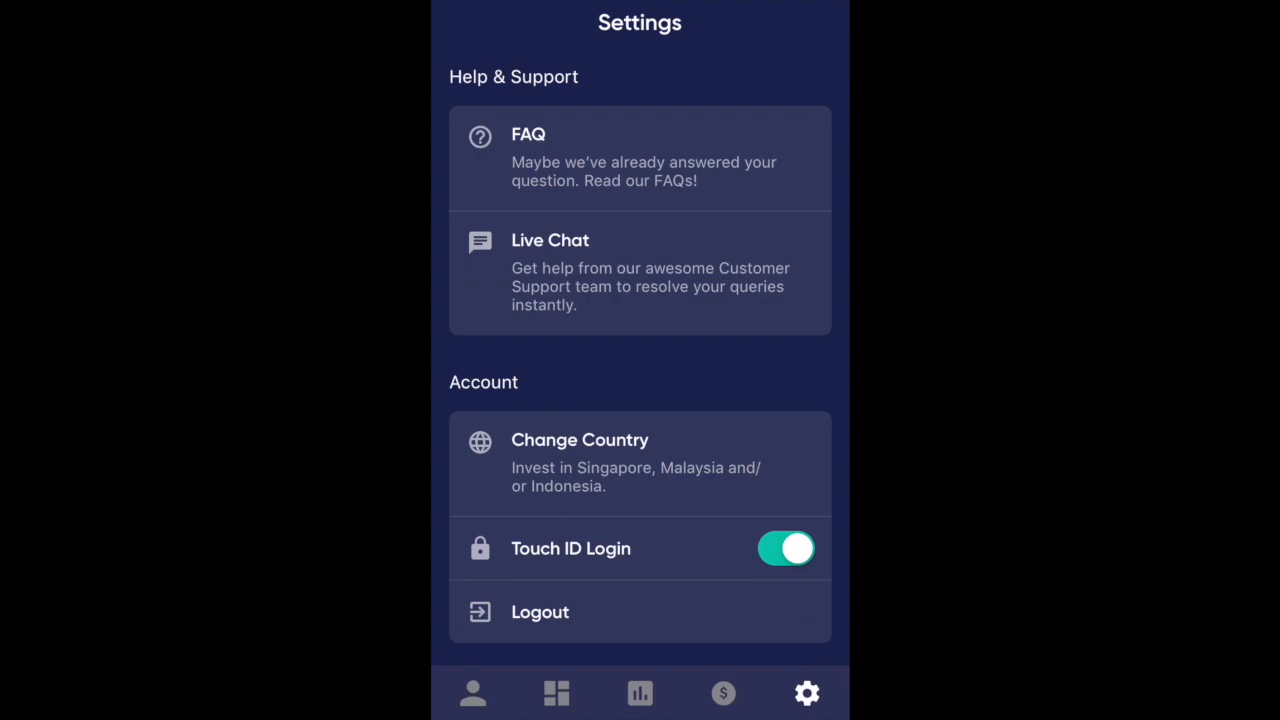 Settings
Help & Support
FAQ
Maybe we’ve already answered your
question. Read our FAQs!
Live Chat
Get help from our awesome Customer
Support team to resolve your queries
instantly.
Account
Change Country
Invest in Singapore, Malaysia and/
or Indonesia.
Touch ID Login
Logout